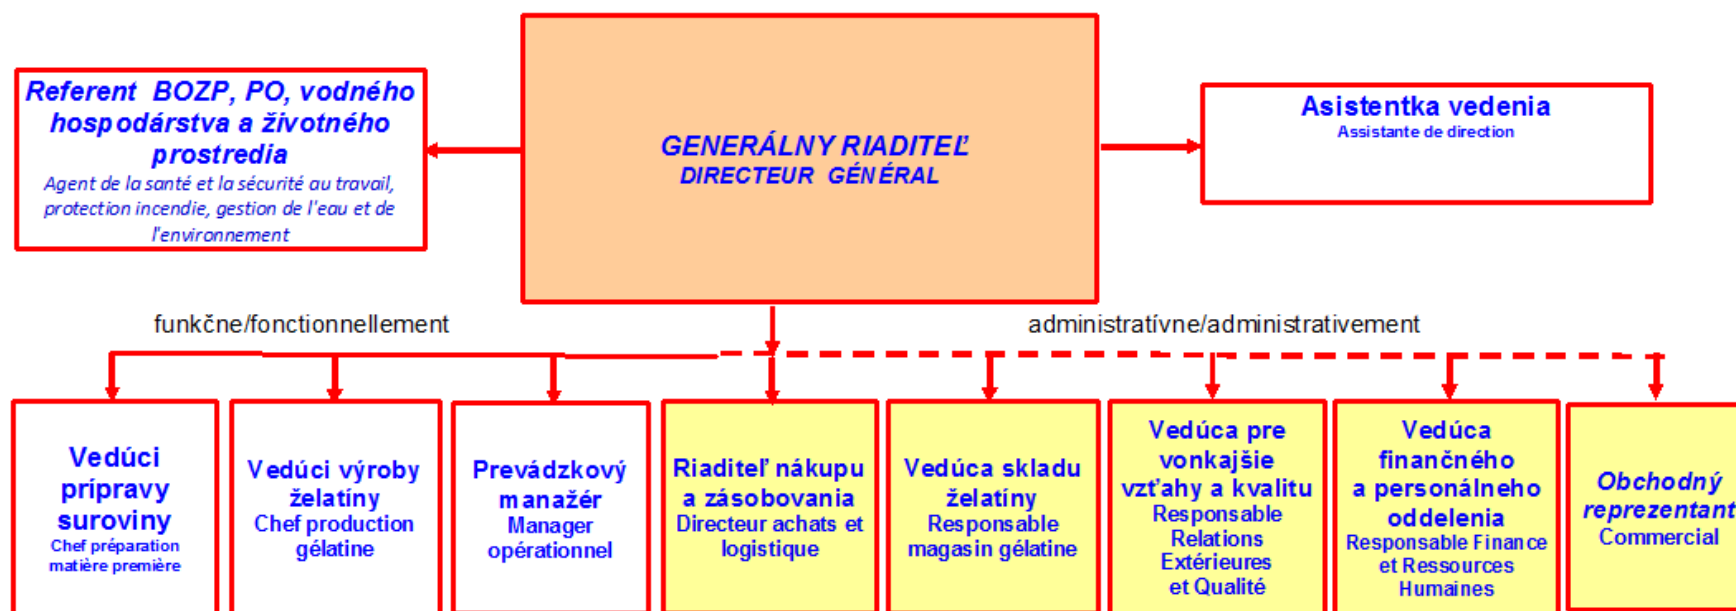 Referent BOZP, PO, vodného
hospodárstva a životného
prostredia
Agent de la santé et la sécurité au travail,
protection incendie, gestion de l'eau et de
l'environnement
GENERÁLNY RIADITEĽ
DIRECTEUR GÉNÉRAL
Asistentka vedenia
Assistante de direction
funkčne/fonctionnellement
administratívne/administrativement
Vedúci
prípravy
suroviny
Chef préparation
matière première
Vedúci výroby
želatíny
Chef production
gélatine
Prevádzkový
manažér
Manager
opérationnel
Riaditeľ nákupu
a zásobovania
Directeur achats et
logistique
Vedúca skladu
želatíny
Responsable
magasin gélatine
Vedúca pre
vonkajšie
vzťahy a kvalitu
Responsable
Relations
Extérieures
et Qualité
Vedúca
finančného
a personálneho
oddelenia
Responsable Finance
et Ressources
Humaines
Obchodný
reprezentant
Commercial